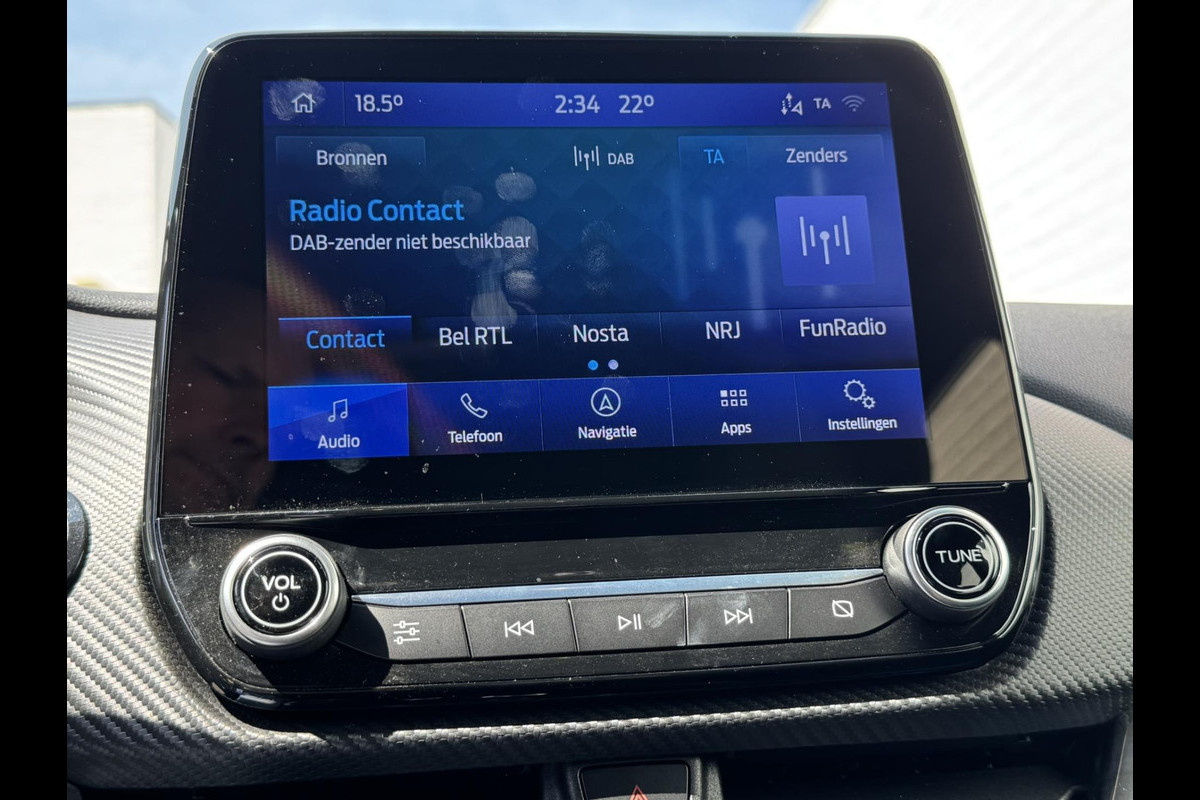 18.5° 2:34 22° TA
Bronnen DAB TA Zenders
Radio Contact
DAB-zender niet beschikbaar
Contact Bel RTL Nosta NRJ FunRadio
Audio Telefoon Navigatie Apps Instellingen
VOL TUNE